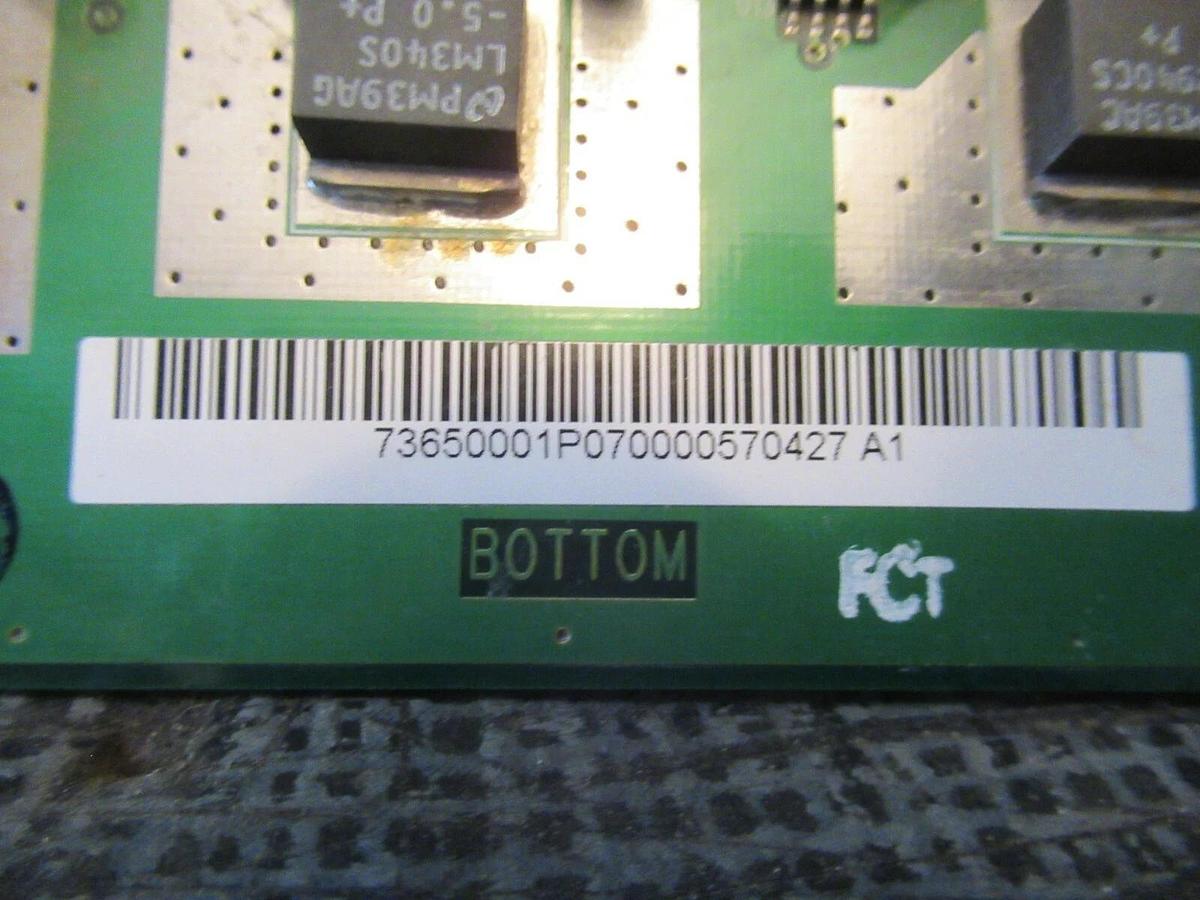 PM39AG
LM340S
-5.0 P+
P+
73650001P070000570427 A1
BOTTOM
FCT